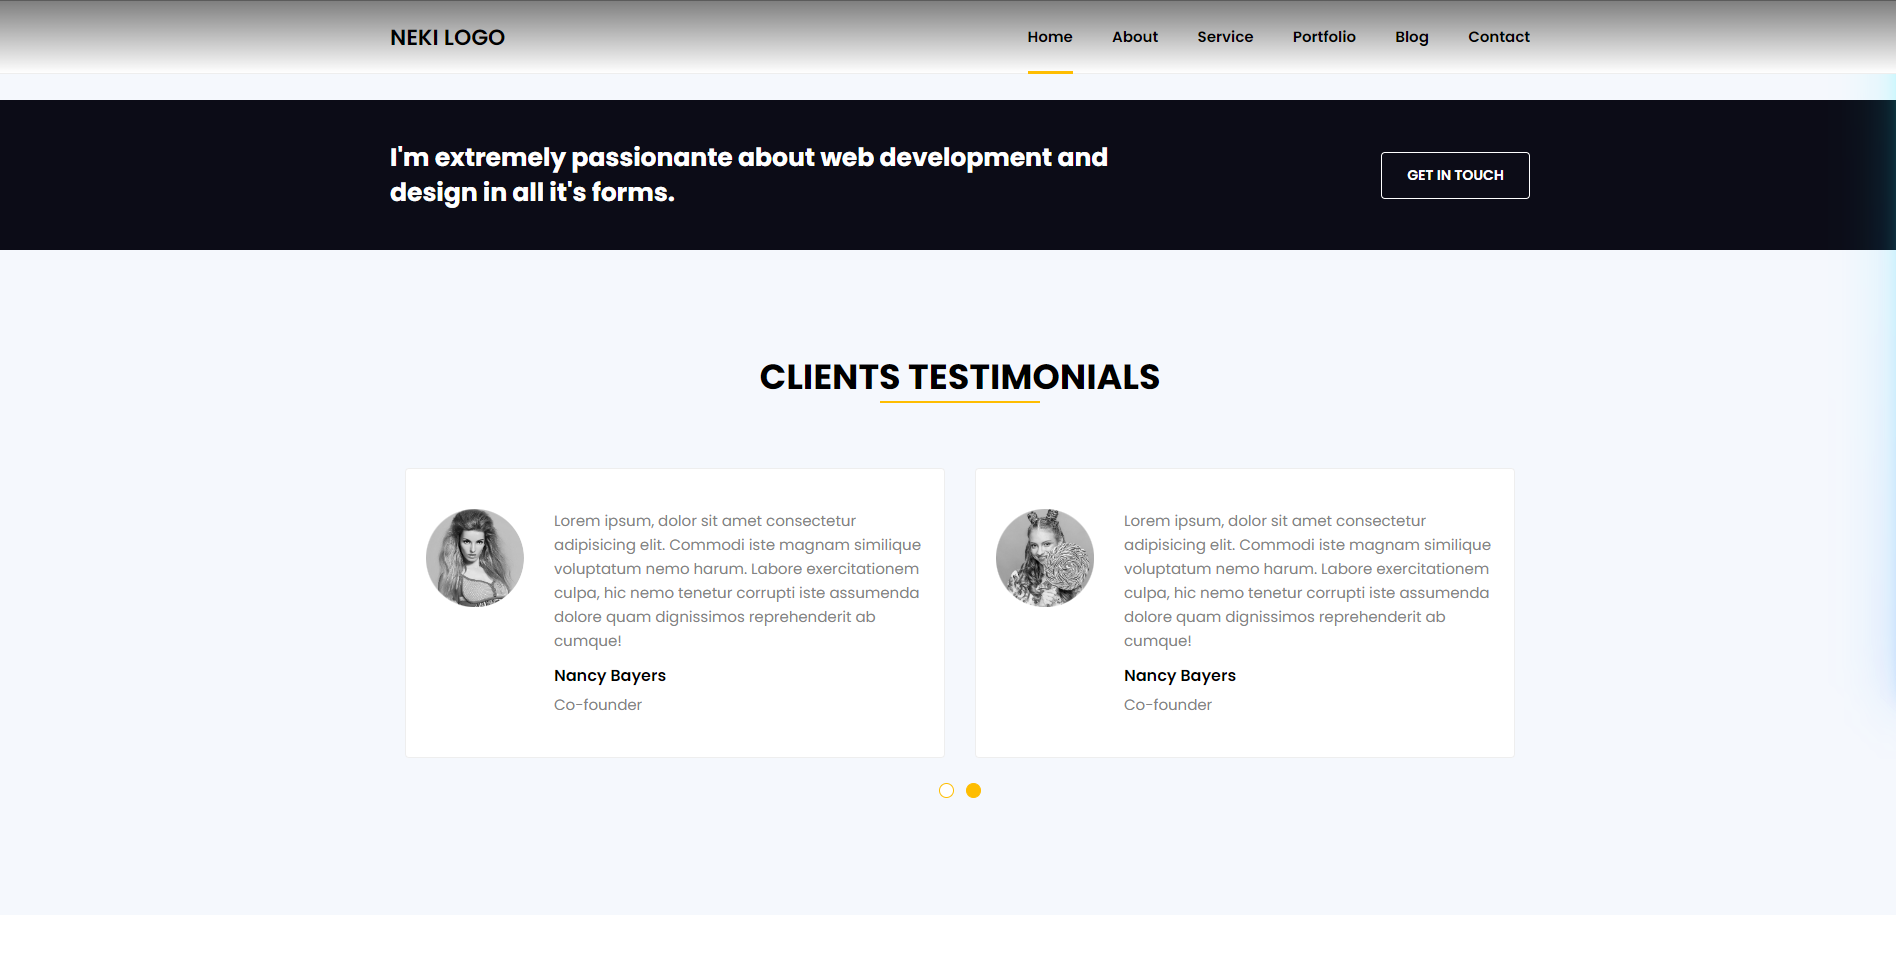 NEKI LOGO
Home About Service Portfolio Blog Contact
I'm extremely passionante about web development and
design in all it's forms.
GET IN TOUCH
CLIENTS TESTIMONIALS
Lorem ipsum, dolor sit amet consectetur
adipisicing elit. Commodi iste magnam similique
voluptatum nemo harum. Labore exercitationem
culpa, hic nemo tenetur corrupti iste assumenda
dolore quam dignissimos reprehenderit ab
cumque!
Nancy Bayers
Co-founder
Lorem ipsum, dolor sit amet consectetur
adipisicing elit. Commodi iste magnam similique
voluptatum nemo harum. Labore exercitationem
culpa, hic nemo tenetur corrupti iste assumenda
dolore quam dignissimos reprehenderit ab
cumque!
Nancy Bayers
Co-founder